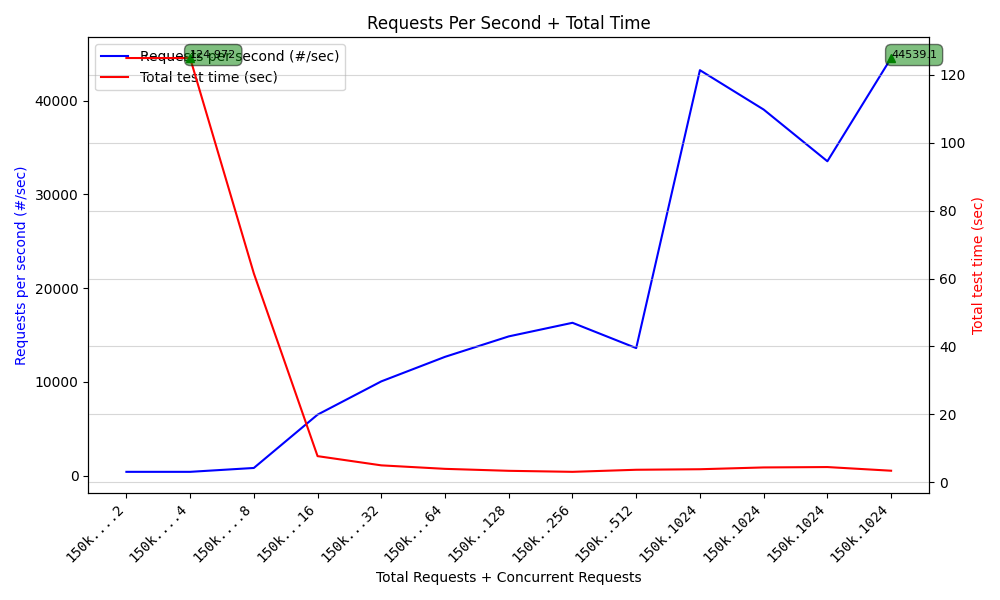 Requests Per Second + Total Time
Requests per second (#/sec)
Total test time (sec)
124.972
44539.1
Requests per second (#/sec)
40000
30000
20000
10000
0
120
100
80
60
40
20
0
Total test time (sec)
150k....2
150k....4
150k....8
150k...16
150k...32
150k...64
150k..128
150k..256
150k..512
150k.1024
150k.1024
150k.1024
150k.1024
Total Requests + Concurrent Requests